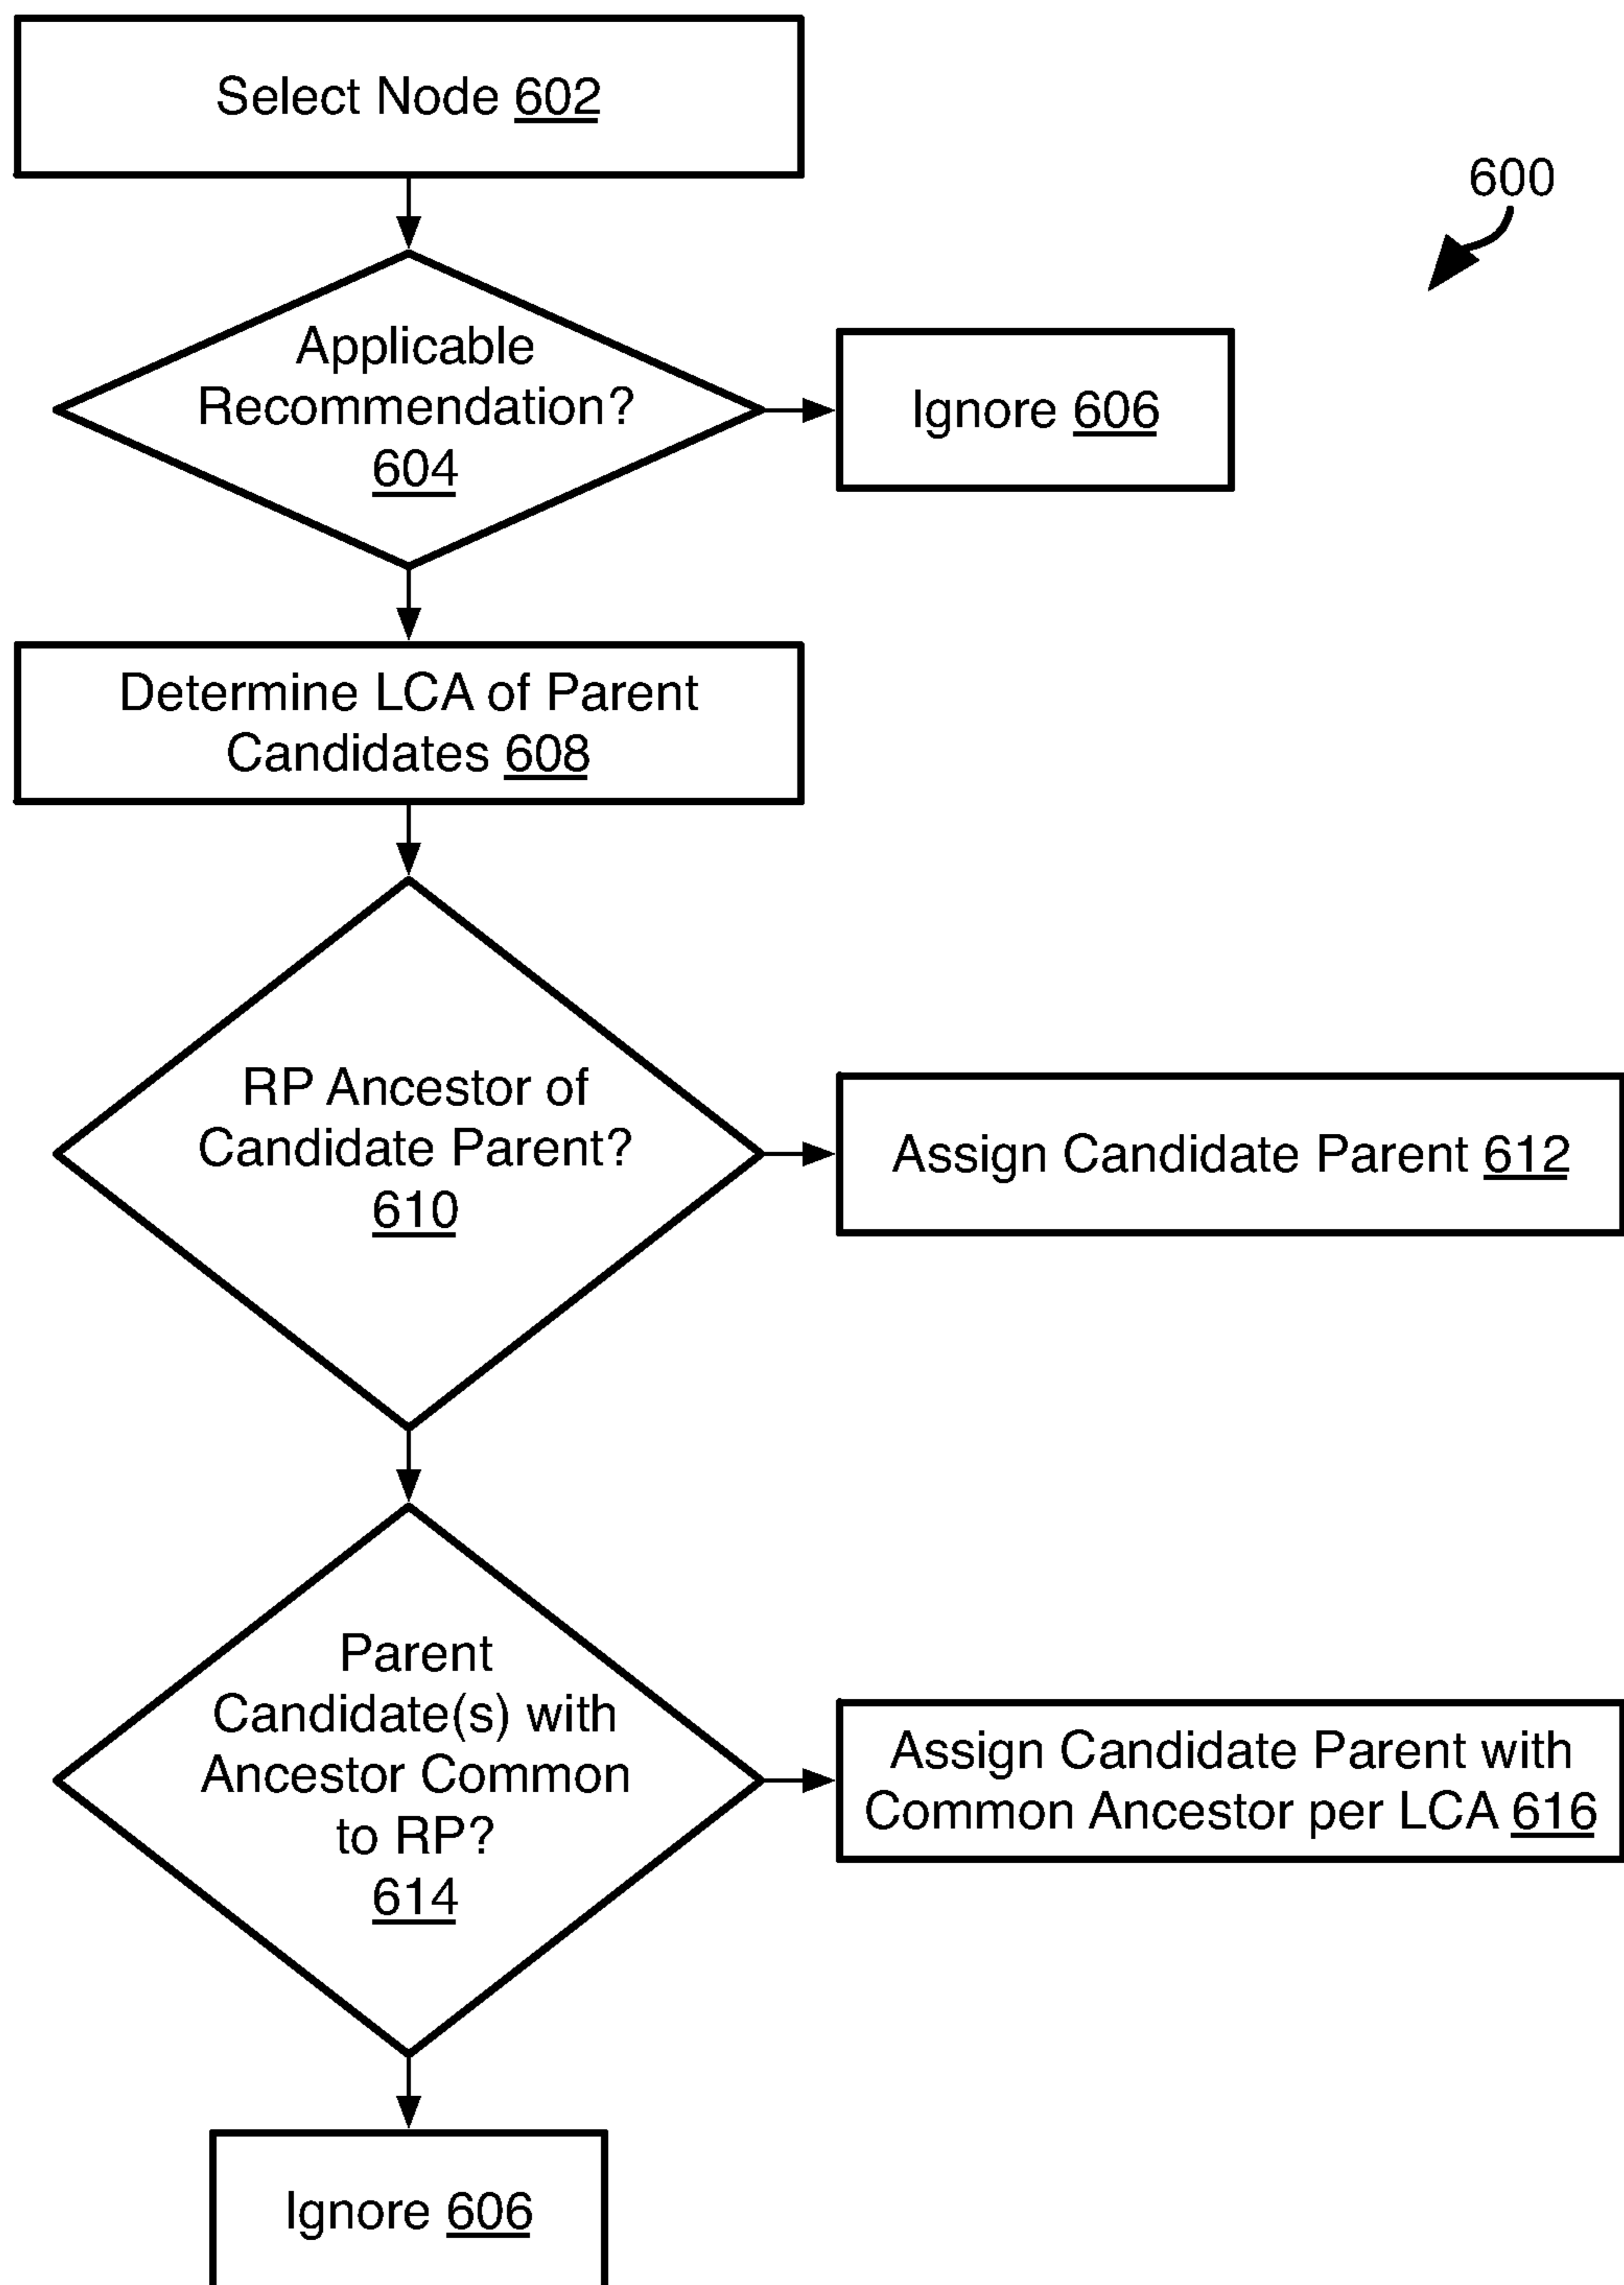 Select Node 602
600
Applicable
Recommendation?
604
Ignore 606
Determine LCA of Parent
Candidates 608
RP Ancestor of
Candidate Parent?
610
Assign Candidate Parent 612
Parent
Candidate(s) with
Ancestor Common
to RP?
614
Assign Candidate Parent with
Common Ancestor per LCA 616
Ignore 606